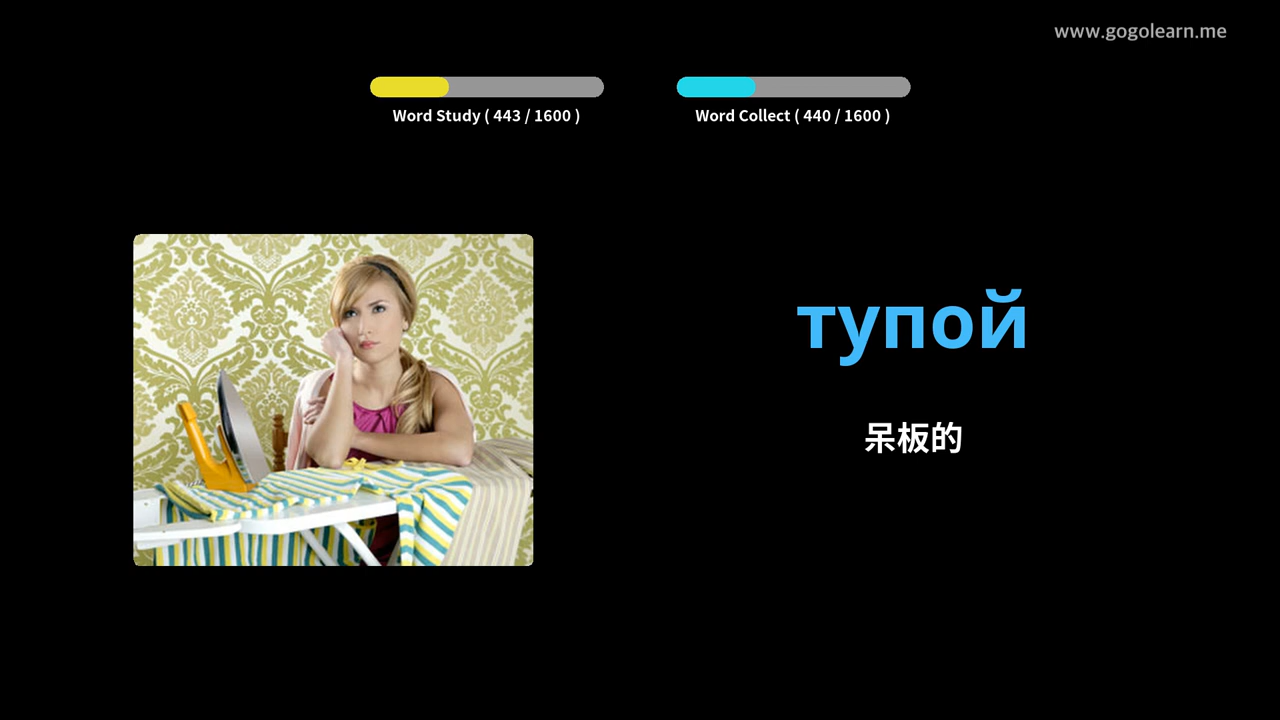 www.gogolearn.me
Word Study ( 443 / 1600 )
Word Collect ( 440 / 1600 )
тупой
呆板的